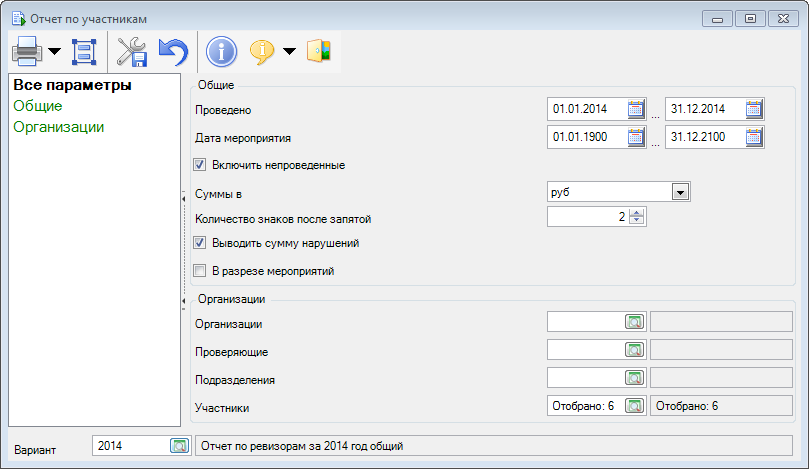 Отчет по участникам
Все параметры
Общие
Организации
Общие
Проведено 01.01.2014 ... 31.12.2014
Дата мероприятия 01.01.1900 ... 31.12.2100
Включить непроведенные
Суммы в руб
Количество знаков после запятой 2
Выводить сумму нарушений
В разрезе мероприятий
Организации
Организации
Проверяющие
Подразделения
Участники Отобрано: 6 Отобрано: 6
Вариант 2014 Отчет по ревизорам за 2014 год общий